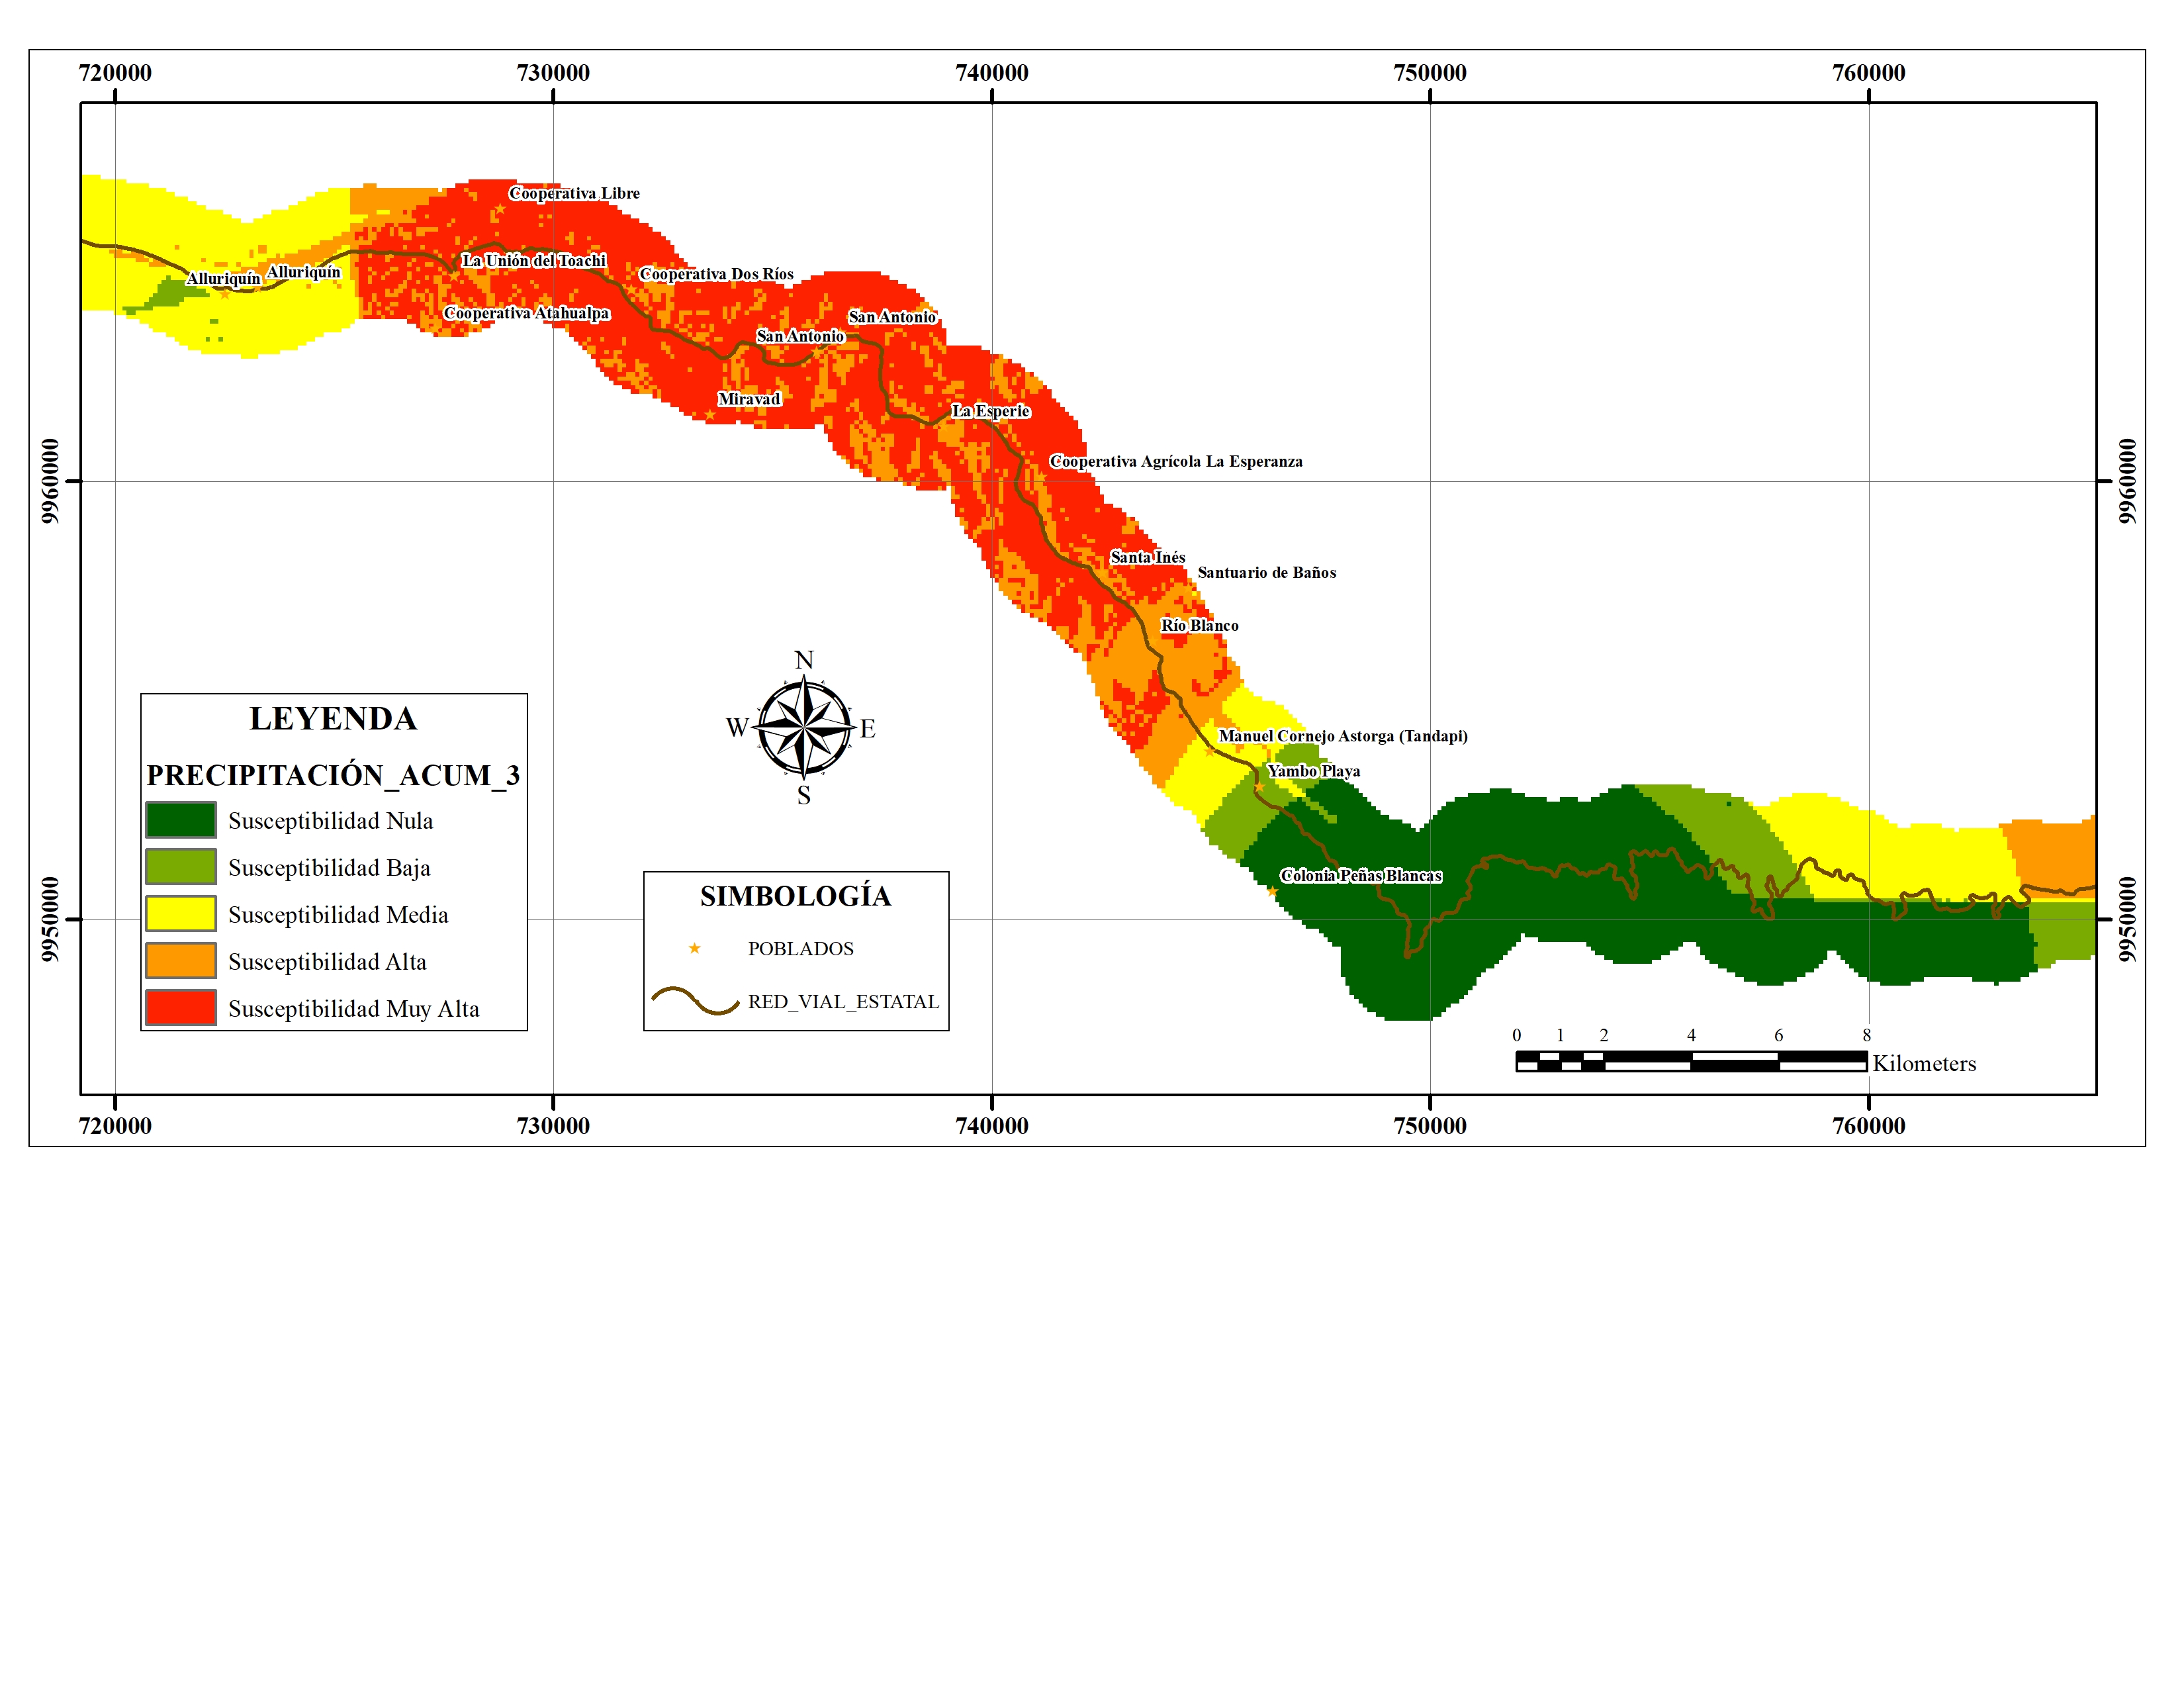 720000 730000 740000 750000 760000
Cooperativa Libre
La Unión del Toachi
Alluriquín Alluriquín
Cooperativa Dos Ríos
Cooperativa Atahualpa
San Antonio
San Antonio
Miravad
La Esperie
9960000
9960000
Cooperativa Agrícola La Esperanza
Santa Inés
Santuario de Baños
Río Blanco
N
W E
S
Manuel Cornejo Astorga (Tandapi)
Yambo Playa
Colonia Peñas Blancas
9950000
9950000
LEYENDA
PRECIPITACIÓN_ACUM_3
Susceptibilidad Nula
Susceptibilidad Baja
Susceptibilidad Media
Susceptibilidad Alta
Susceptibilidad Muy Alta
SIMBOLOGÍA
POBLADOS
RED_VIAL_ESTATAL
0 1 2 4 6 8
Kilometers
720000 730000 740000 750000 760000